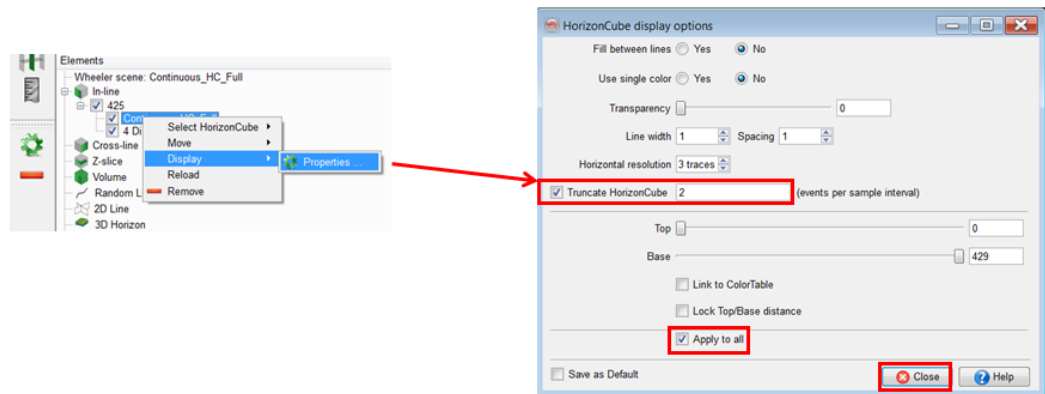 Elements
Wheeler scene: Continuous_HC_Full
In-line
425
4 Di
Cross-line
Z-slice
Volume
Random L
2D Line
3D Horizon
Select HorizonCube
Move
Display
Reload
Remove
Properties ...
HorizonCube display options
Fill between lines Yes No
Use single color Yes No
Transparency 0
Line width 1 Spacing 1
Horizontal resolution 3 traces
Truncate HorizonCube 2 (events per sample interval)
Top 0
Base 429
Link to ColorTable
Lock Top/Base distance
Apply to all
Save as Default Close Help